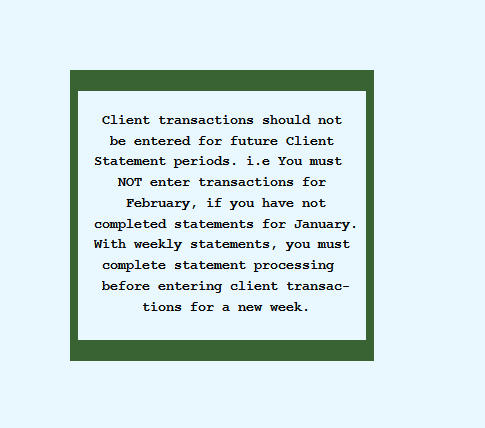 Client transactions should not
be entered for future Client
Statement periods. i.e You must
NOT enter transactions for
February, if you have not
completed statements for January.
With weekly statements, you must
complete statement processing
before entering client transac-
tions for a new week.